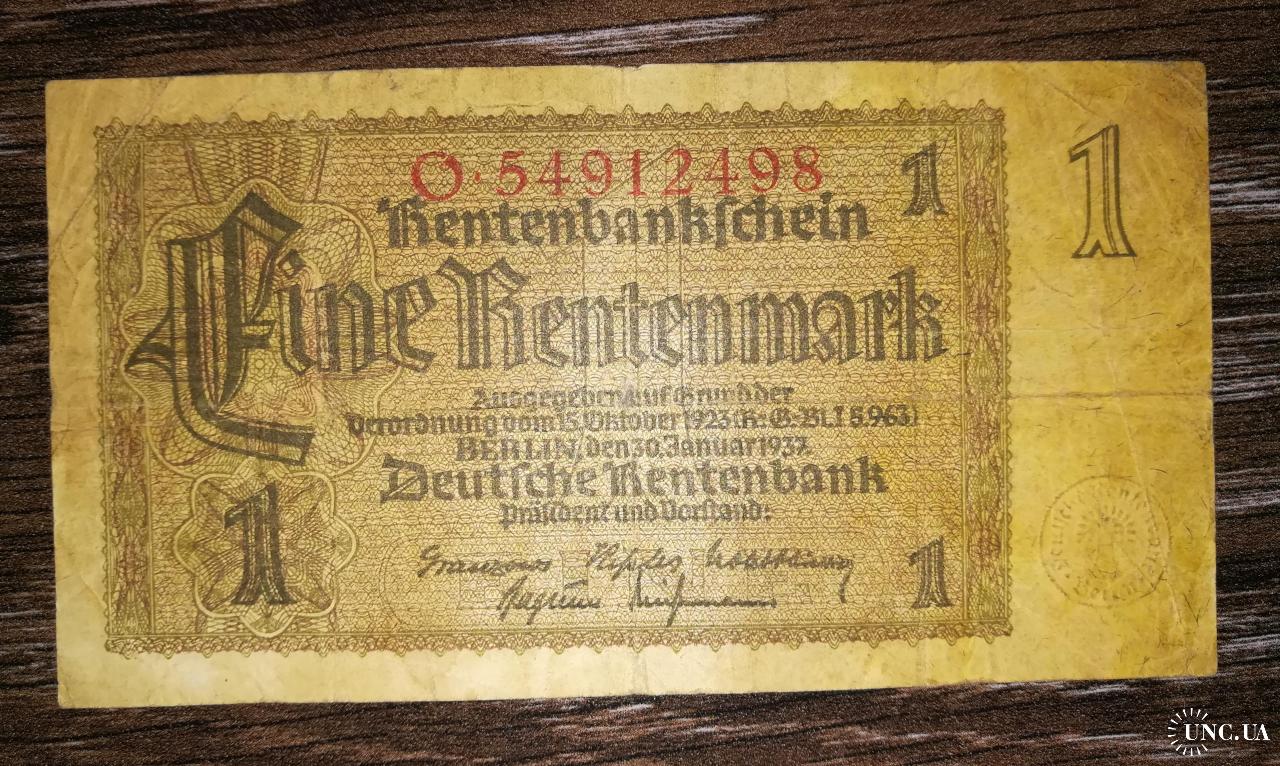 O·54912498
1
1
Rentenbankschein
Eine Rentenmark
Ausgegeben auf Grund der
Verordnung vom 15. Oktober 1923 (R.-G.-Bl. I S. 963)
BERLIN, den 30. Januar 1937
Deutsche Rentenbank
Präsident und Vorstand:
1
1
UNC.UA